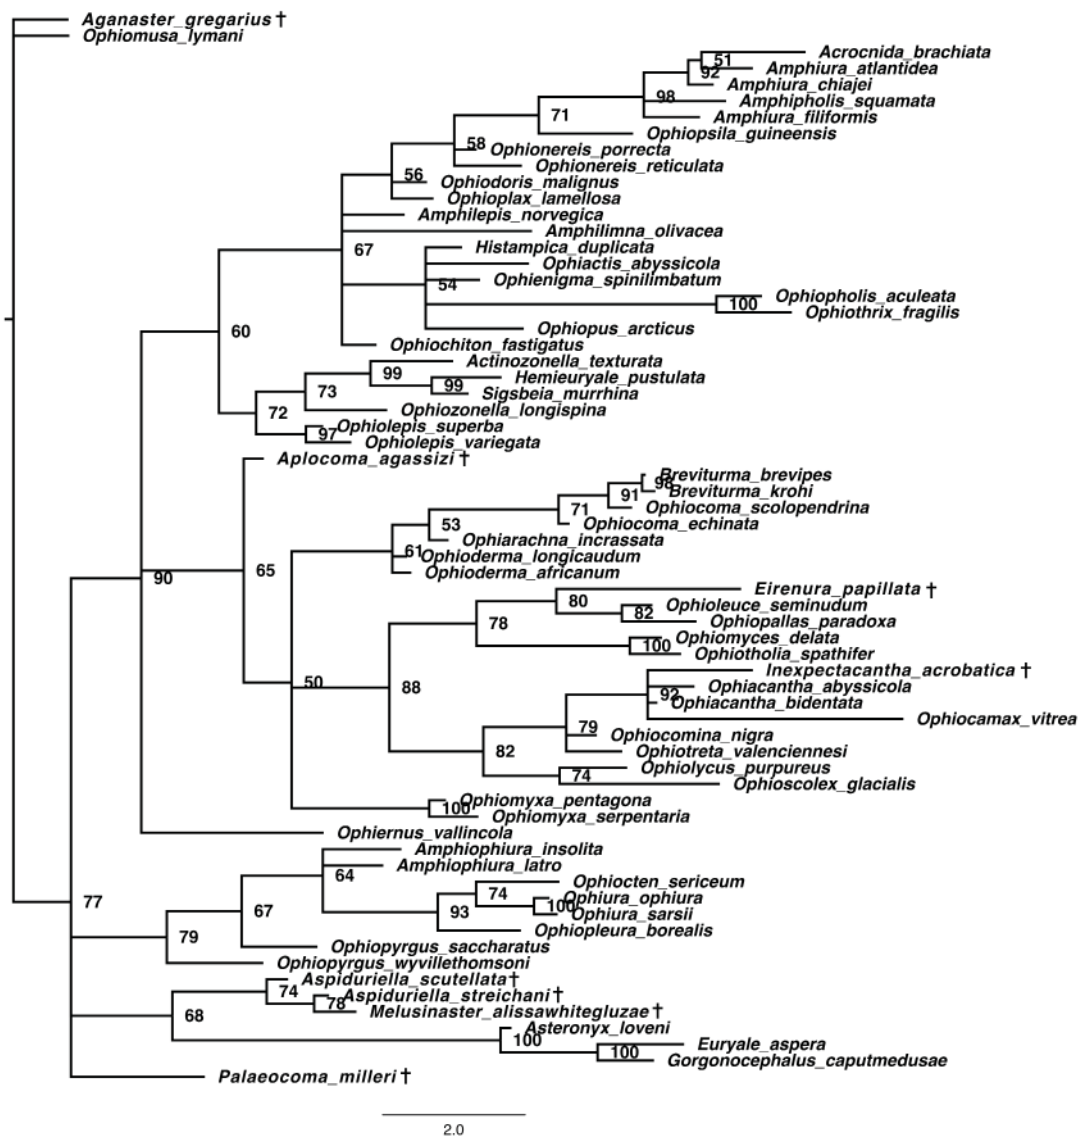 Aganaster_gregarius †
Ophiomusa_lymani
Acrocnida_brachiata
51
Amphiura_atlantidea
92
Amphiura_chiajei
98
Amphipholis_squamata
71
Amphiura_filiformis
Ophiopsila_guineensis
58
Ophionereis_porrecta
Ophionereis_reticulata
56
Ophiodoris_malignus
Ophioplax_lamellosa
Amphilepis_norvegica
Amphilimna_olivacea
67
Histampica_duplicata
Ophiactis_abyssicola
54
Ophienigma_spinilimbatum
Ophiopholis_aculeata
100
Ophiothrix_fragilis
60
Ophiopus_arcticus
Ophiochiton_fastigatus
Actinozonella_texturata
99
Hemieuryale_pustulata
99
73
Sigsbeia_murrhina
72
Ophiozonella_longispina
Ophiolepis_superba
97
Ophiolepis_variegata
Aplocoma_agassizi †
Breviturma_brevipes
98
91
Breviturma_krohi
71
Ophiocoma_scolopendrina
53
Ophiocoma_echinata
Ophiarachna_incrassata
61
Ophioderma_longicaudum
65
Ophioderma_africanum
90
Eirenura_papillata †
80
Ophioleuce_seminudum
82
78
Ophiopallas_paradoxa
Ophiomyces_delata
100
Ophiotholia_spathifer
Inexpectacantha_acrobatica †
50
88
Ophiacantha_abyssicola
92
Ophiacantha_bidentata
Ophiocamax_vitrea
79
Ophiocomina_nigra
82
Ophiotreta_valenciennesi
Ophiolycus_purpureus
74
Ophioscolex_glacialis
Ophiomyxa_pentagona
100
Ophiomyxa_serpentaria
Ophiernus_vallincola
Amphiophiura_insolita
Amphiophiura_latro
64
Ophiocten_sericeum
74
77
Ophiura_ophiura
100
67
93
Ophiura_sarsii
Ophiopleura_borealis
79
Ophiopyrgus_saccharatus
Ophiopyrgus_wyvillethomsoni
Aspiduriella_scutellata †
74
Aspiduriella_streichani †
78
68
Melusinaster_alissawhitegluzae †
Asteronyx_loveni
100
Euryale_aspera
100
Gorgonocephalus_caputmedusae
Palaeocoma_milleri †
2.0